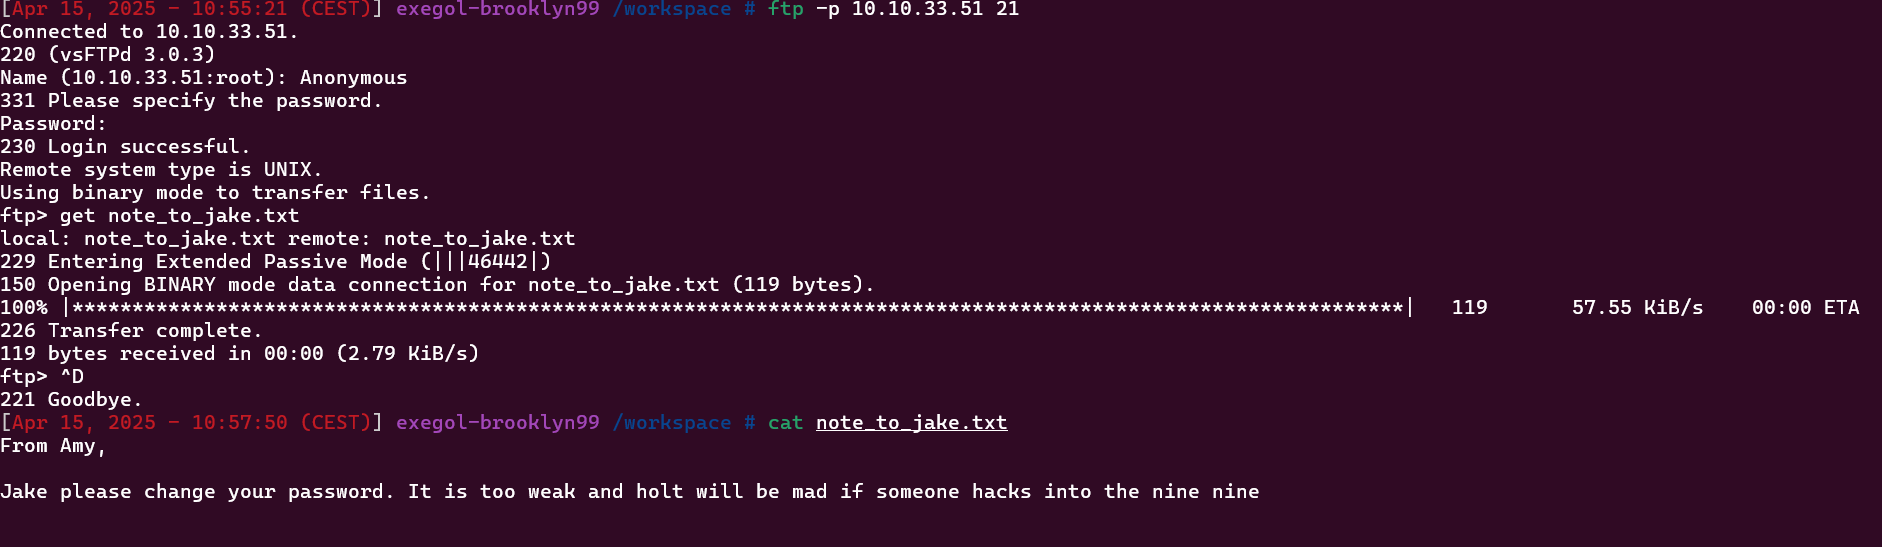 [Apr 15, 2025 - 10:55:21 (CEST)] exegol-brooklyn99 /workspace # ftp -p 10.10.33.51 21
Connected to 10.10.33.51.
220 (vsFTPd 3.0.3)
Name (10.10.33.51:root): Anonymous
331 Please specify the password.
Password:
230 Login successful.
Remote system type is UNIX.
Using binary mode to transfer files.
ftp> get note_to_jake.txt
local: note_to_jake.txt remote: note_to_jake.txt
229 Entering Extended Passive Mode (|||46442|)
150 Opening BINARY mode data connection for note_to_jake.txt (119 bytes).
100% |***************************************************************************************************************| 119 57.55 KiB/s 00:00 ETA
226 Transfer complete.
119 bytes received in 00:00 (2.79 KiB/s)
ftp> ^D
221 Goodbye.
[Apr 15, 2025 - 10:57:50 (CEST)] exegol-brooklyn99 /workspace # cat note_to_jake.txt
From Amy,
Jake please change your password. It is too weak and holt will be mad if someone hacks into the nine nine